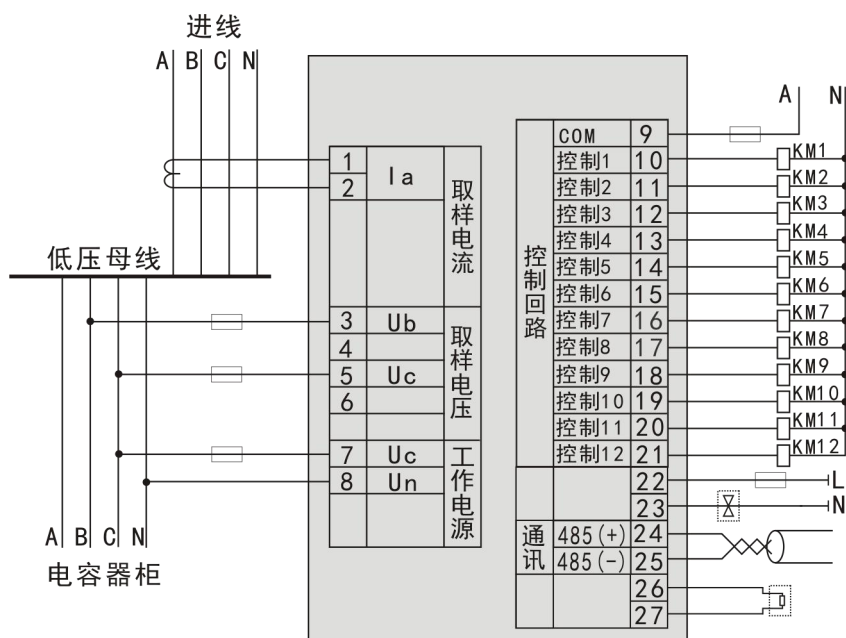 进线
A B C N
低压母线
A B C N
电容器柜
1 Ia
2
取样电流
3 Ub
4
5 Uc
6
取样电压
7 Uc
8 Un
工作电源
控制回路
COM 9
控制1 10
控制2 11
控制3 12
控制4 13
控制5 14
控制6 15
控制7 16
控制8 17
控制9 18
控制10 19
控制11 20
控制12 21
22
23
通讯
485(+) 24
485(-) 25
26
27
A N
KM1
KM2
KM3
KM4
KM5
KM6
KM7
KM8
KM9
KM10
KM11
KM12
L
N